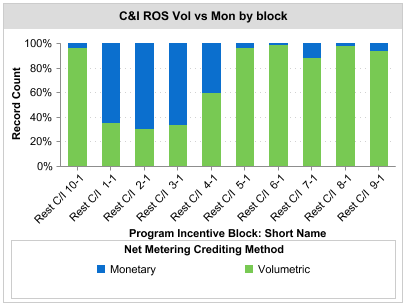 C&I ROS Vol vs Mon by block
Record Count
100%
80%
60%
40%
20%
0%
Rest C/I 10-1
Rest C/I 1-1
Rest C/I 2-1
Rest C/I 3-1
Rest C/I 4-1
Rest C/I 5-1
Rest C/I 6-1
Rest C/I 7-1
Rest C/I 8-1
Rest C/I 9-1
Program Incentive Block: Short Name
Net Metering Crediting Method
Monetary
Volumetric